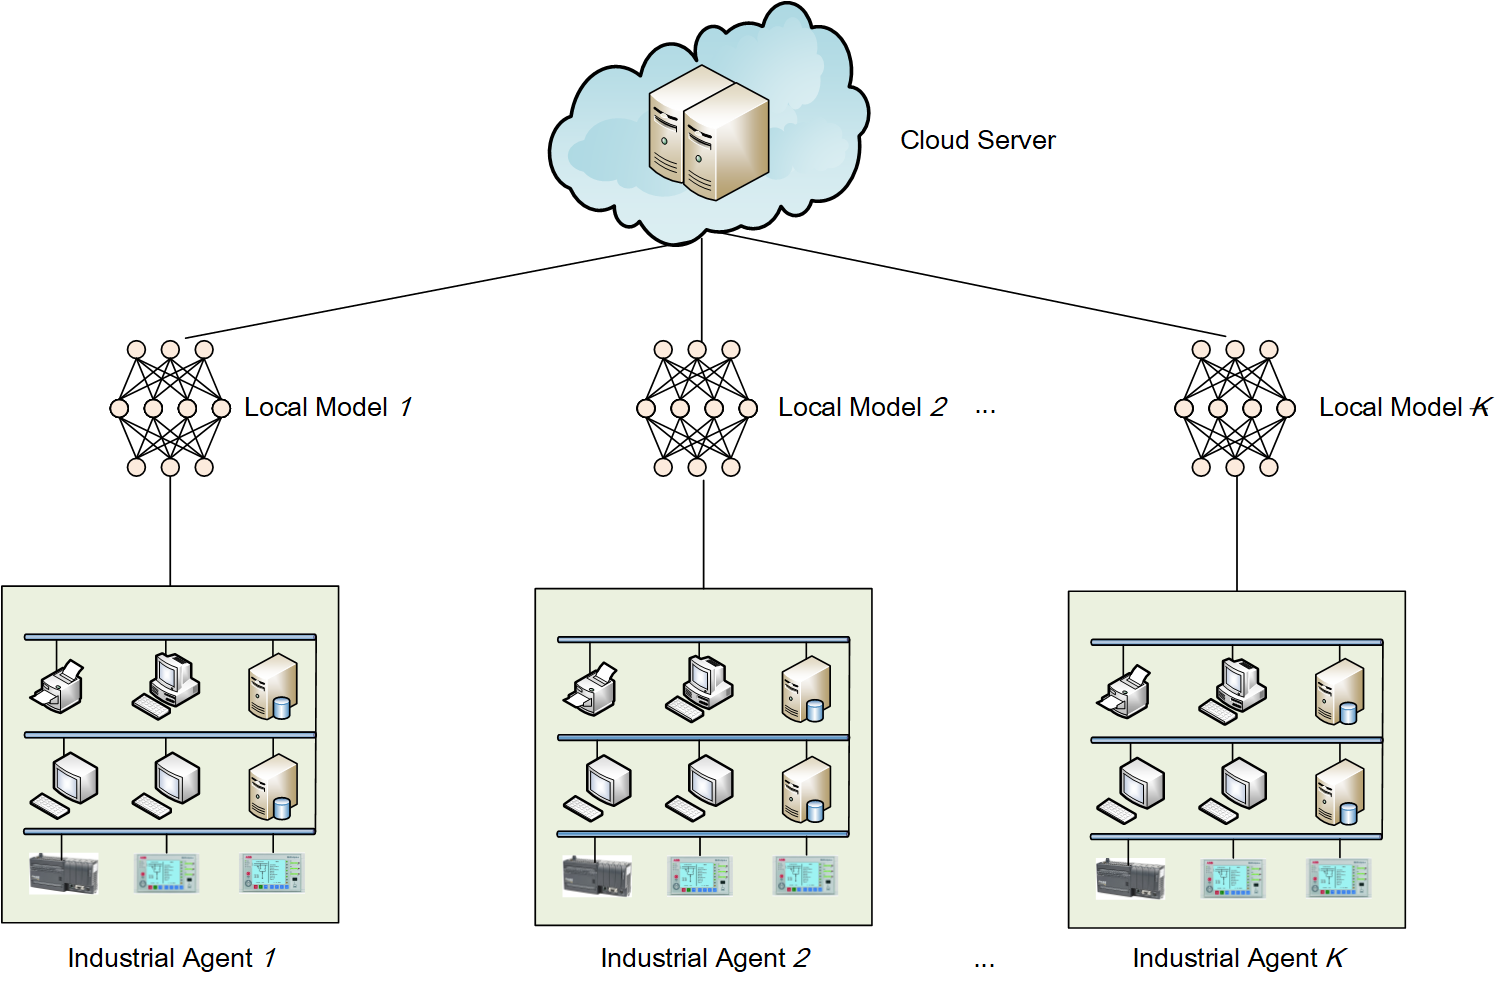 Cloud Server
Local Model 1
Local Model 2 ...
Local Model K
Industrial Agent 1
Industrial Agent 2
...
Industrial Agent K